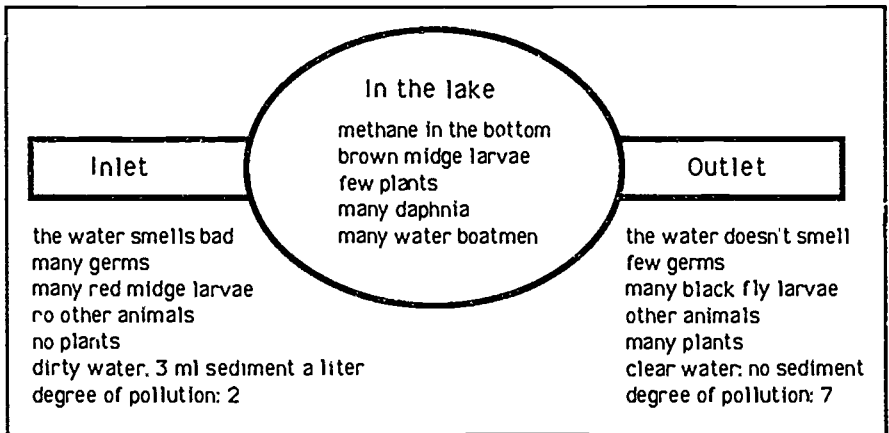 In the lake
methane in the bottom
brown midge larvae
few plants
many daphnia
many water boatmen
Inlet
the water smells bad
many germs
many red midge larvae
ro other animals
no plants
dirty water, 3 ml sediment a liter
degree of pollution: 2
Outlet
the water doesn't smell
few germs
many black fly larvae
other animals
many plants
clear water: no sediment
degree of pollution: 7